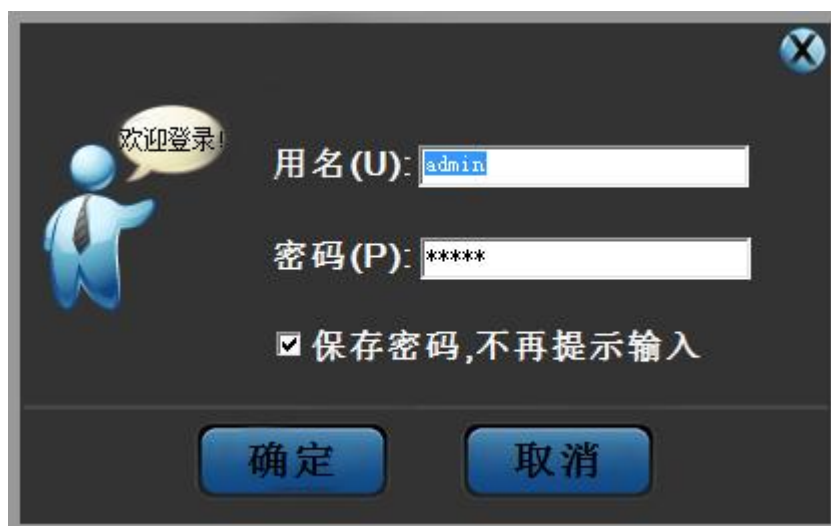 欢迎登录!
用名(U):
admin
密码(P):
*****
保存密码,不再提示输入
确定
取消